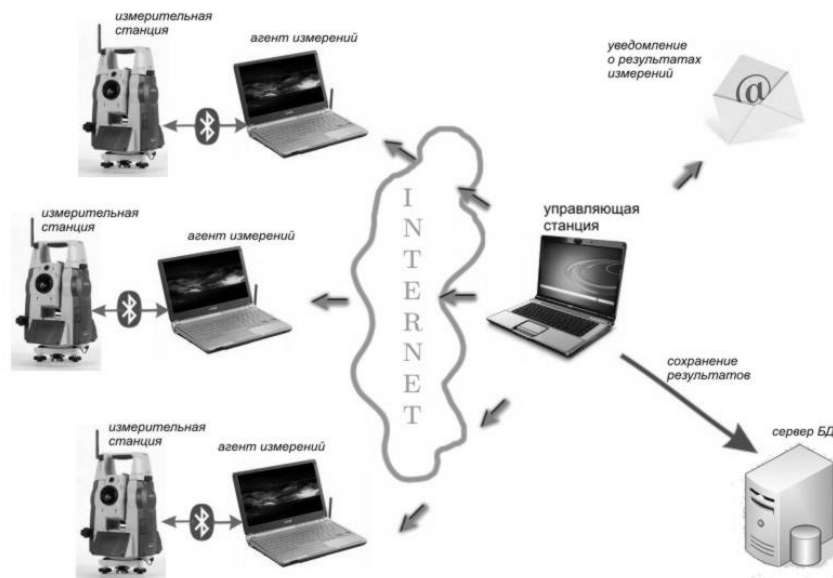 измерительная
станция
агент измерений
уведомление
о результатах
измерений
измерительная
станция
агент измерений
INTERNET
управляющая
станция
сохранение
результатов
измерительная
станция
агент измерений
сервер БД